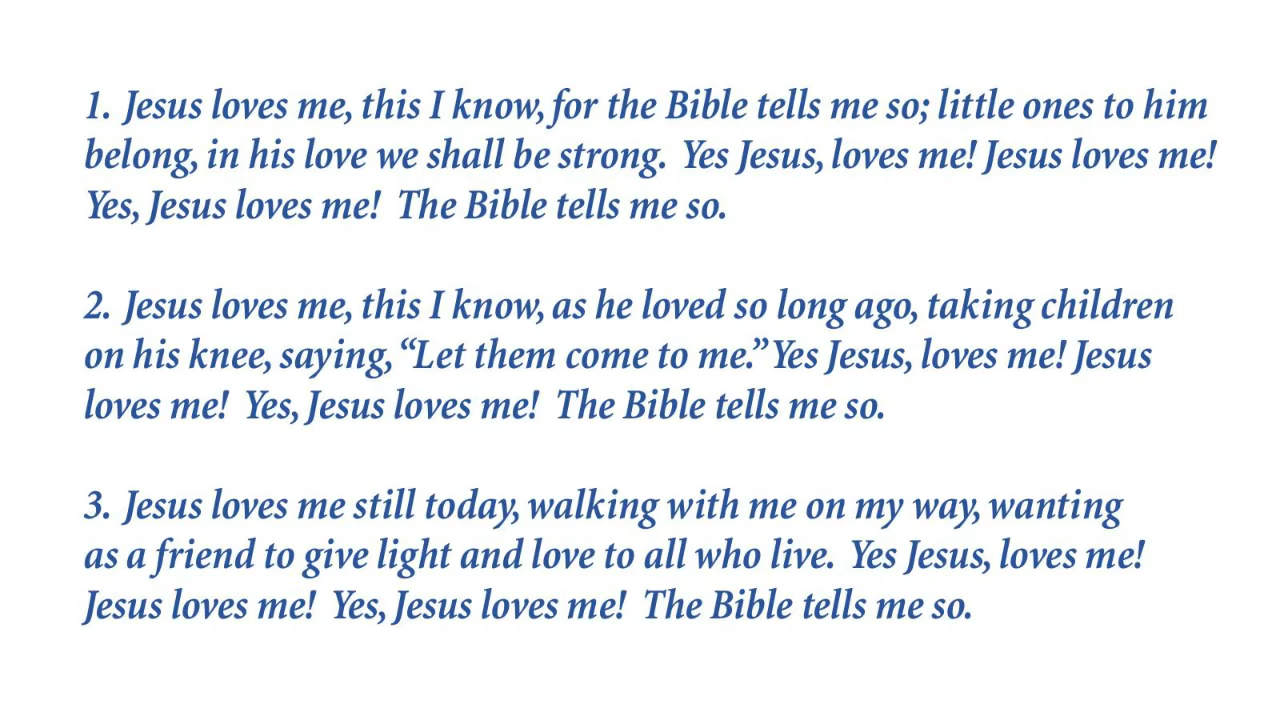 1. Jesus loves me, this I know, for the Bible tells me so; little ones to him
belong, in his love we shall be strong. Yes Jesus, loves me! Jesus loves me!
Yes, Jesus loves me! The Bible tells me so.
2. Jesus loves me, this I know, as he loved so long ago, taking children
on his knee, saying, “Let them come to me.” Yes Jesus, loves me! Jesus
loves me! Yes, Jesus loves me! The Bible tells me so.
3. Jesus loves me still today, walking with me on my way, wanting
as a friend to give light and love to all who live. Yes Jesus, loves me!
Jesus loves me! Yes, Jesus loves me! The Bible tells me so.